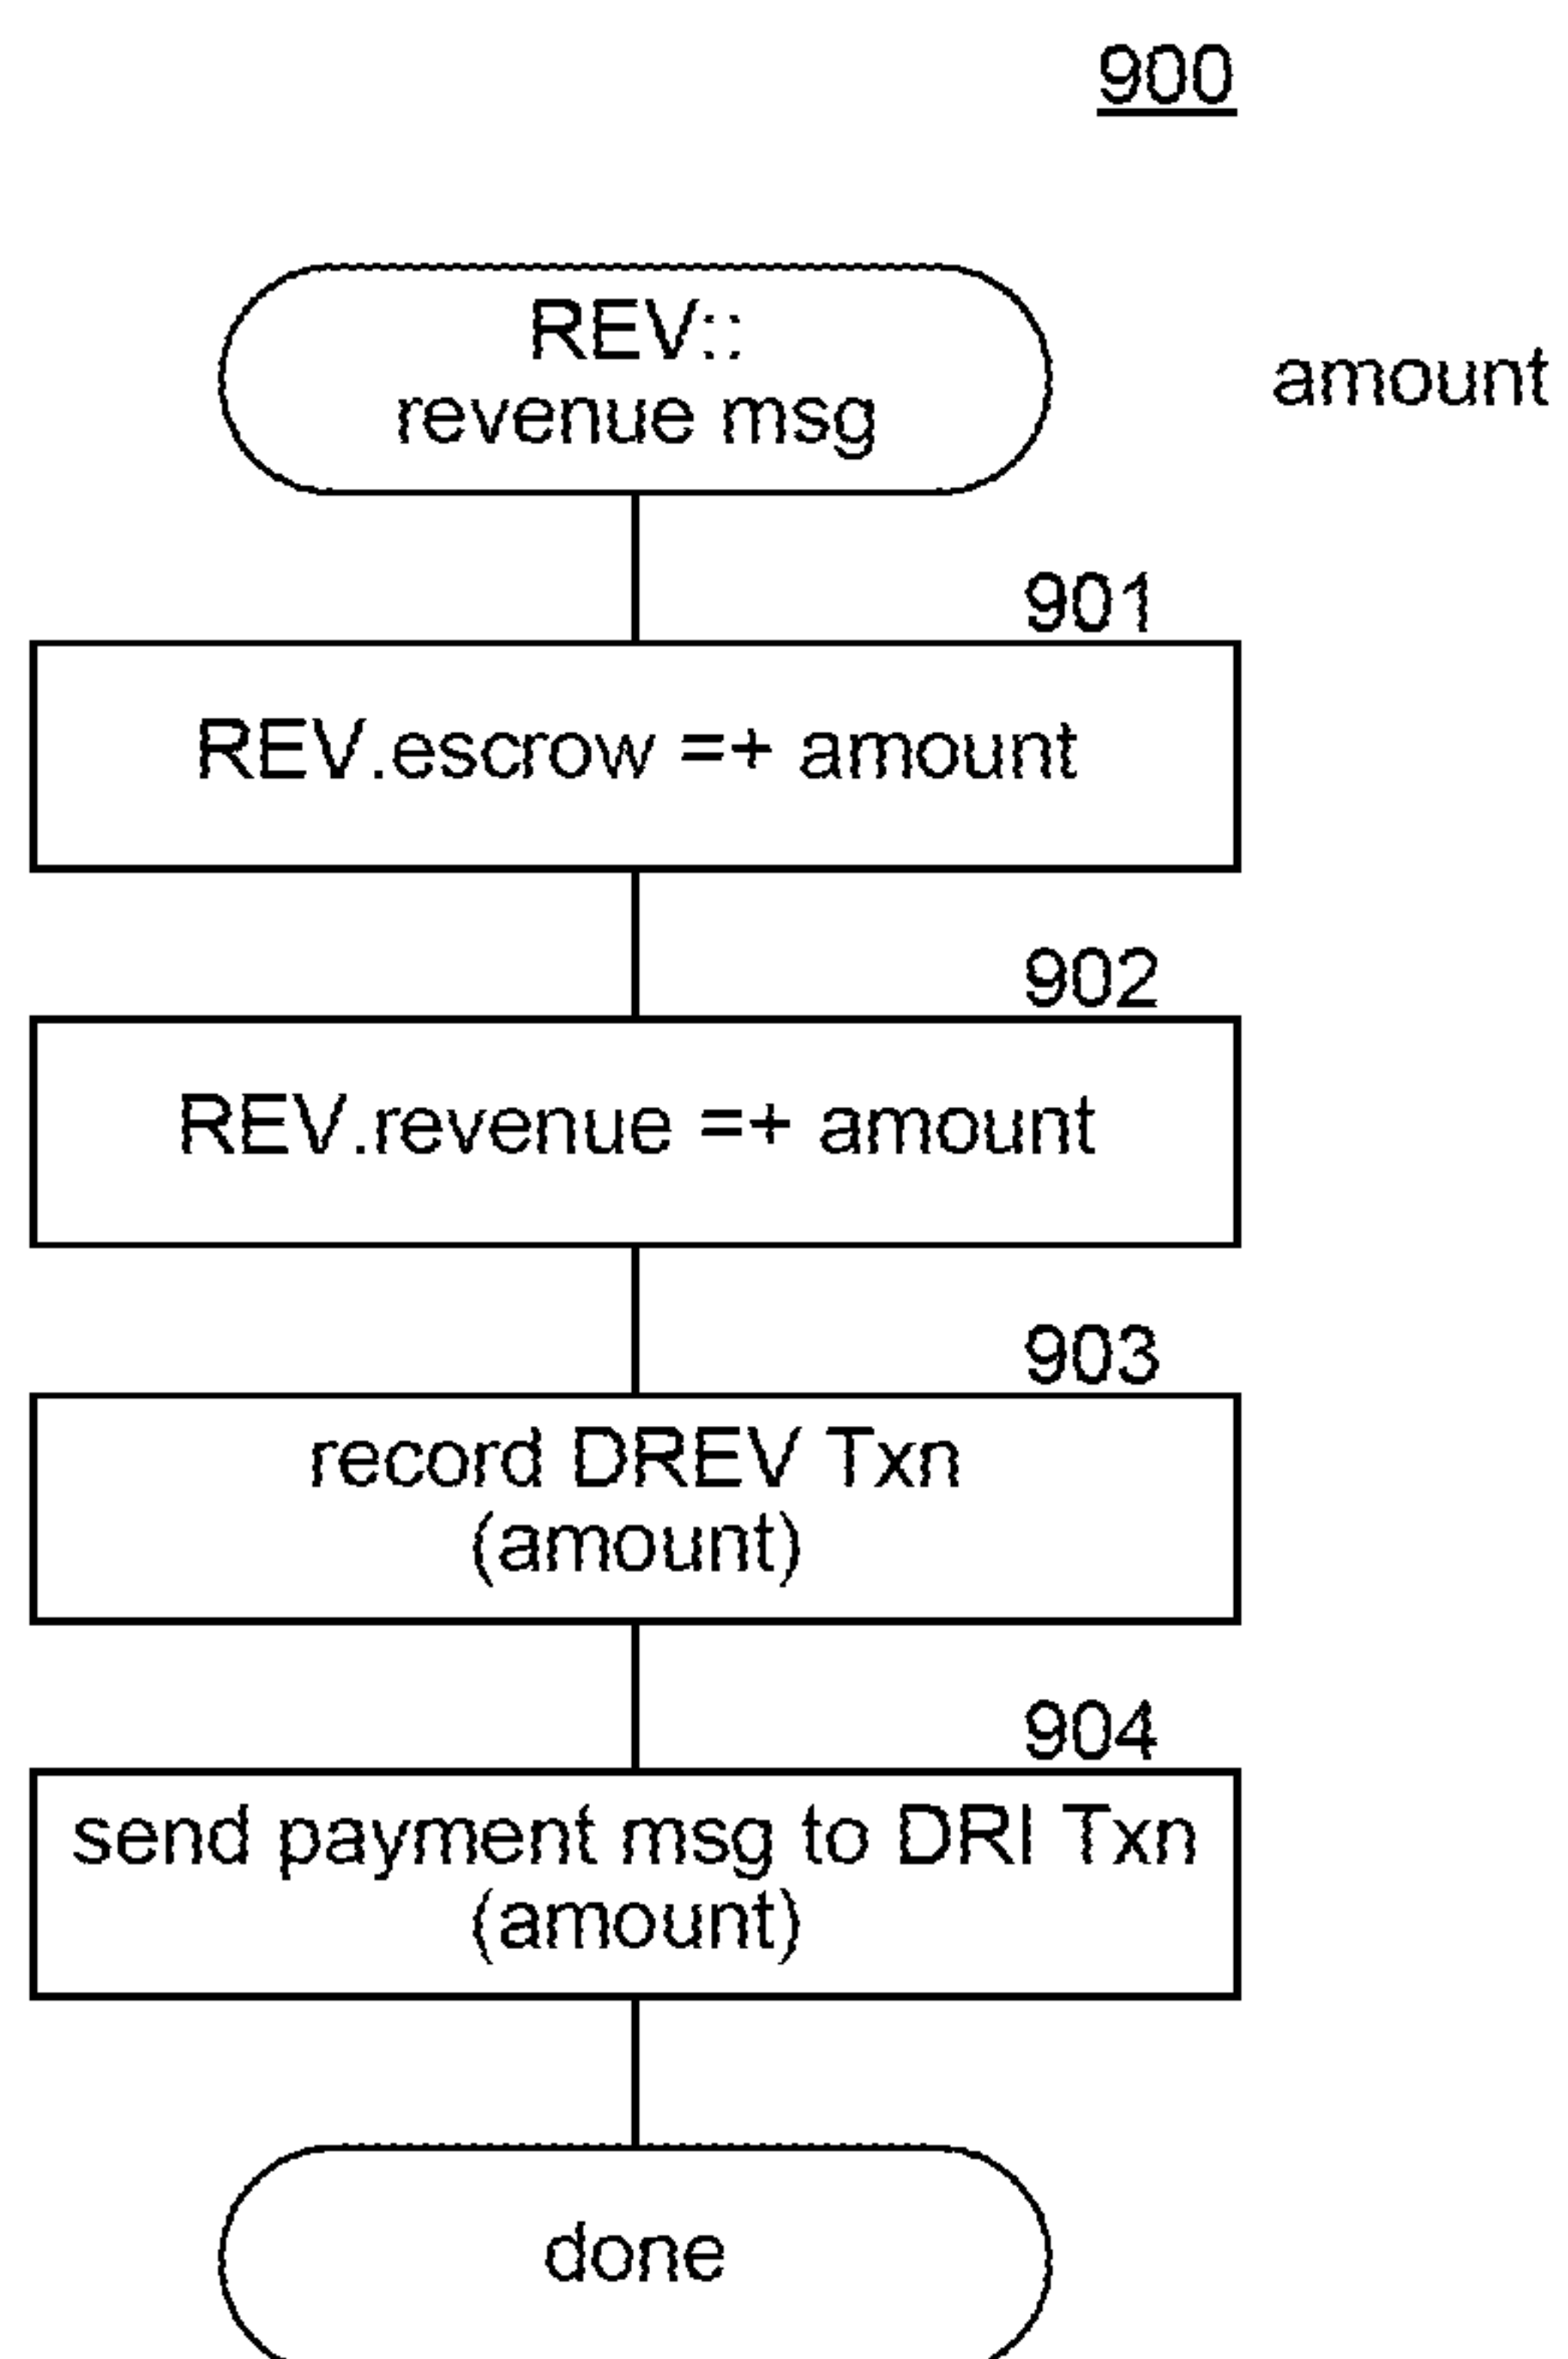 900
REV::
revenue msg
amount
901
REV.escrow =+ amount
902
REV.revenue =+ amount
903
record DREV Txn
(amount)
904
send payment msg to DRI Txn
(amount)
done